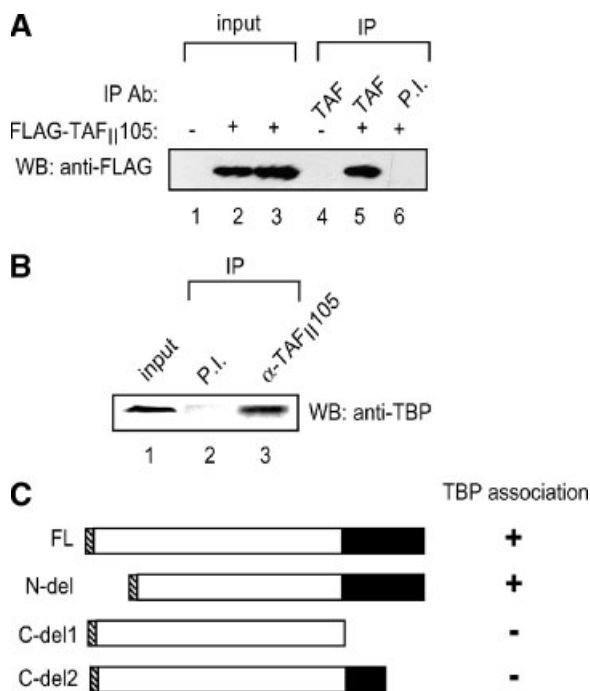 A
input IP
IP Ab: TAF TAF P.I.
FLAG-TAFII105: - + + - + +
WB: anti-FLAG
1 2 3 4 5 6
B
IP
input P.I. α-TAFII105
WB: anti-TBP
1 2 3
C
TBP association
FL +
N-del +
C-del1 -
C-del2 -